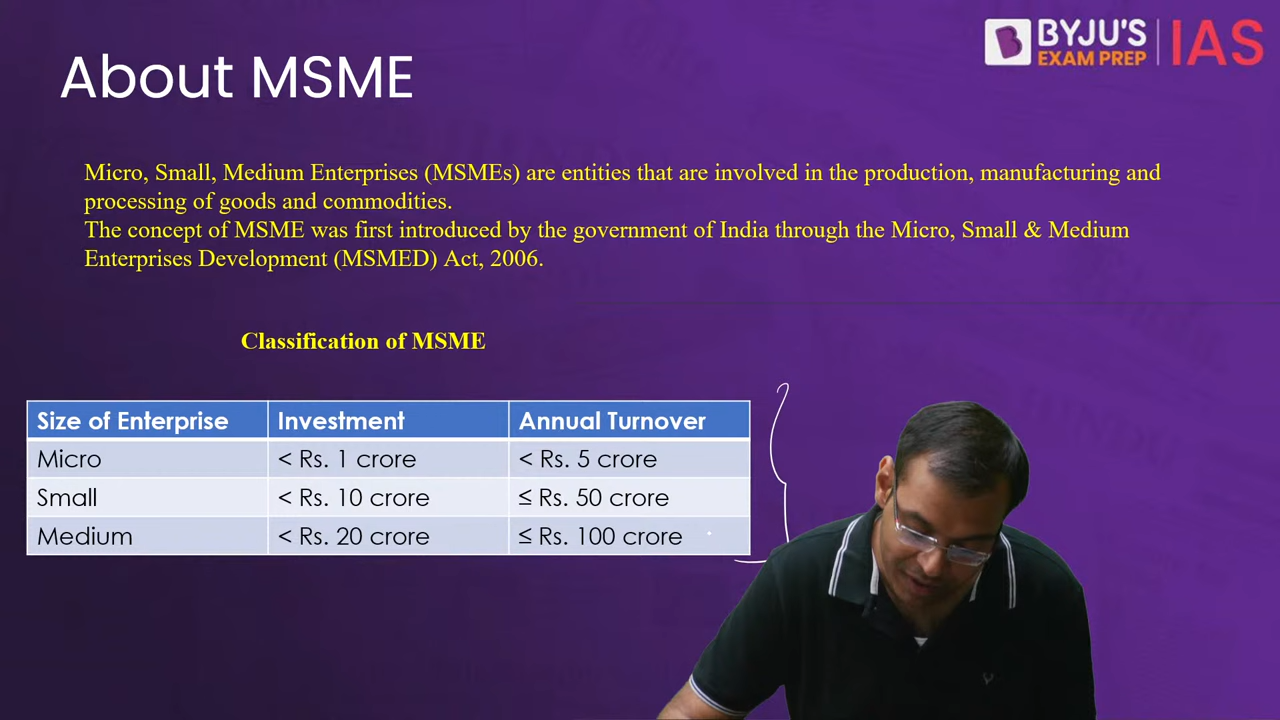 About MSME
BYJU'S
EXAM PREP
IAS
Micro, Small, Medium Enterprises (MSMEs) are entities that are involved in the production, manufacturing and
processing of goods and commodities.
The concept of MSME was first introduced by the government of India through the Micro, Small & Medium
Enterprises Development (MSMED) Act, 2006.
Classification of MSME
Size of Enterprise Investment Annual Turnover
Micro < Rs. 1 crore < Rs. 5 crore
Small < Rs. 10 crore ≤ Rs. 50 crore
Medium < Rs. 20 crore ≤ Rs. 100 crore